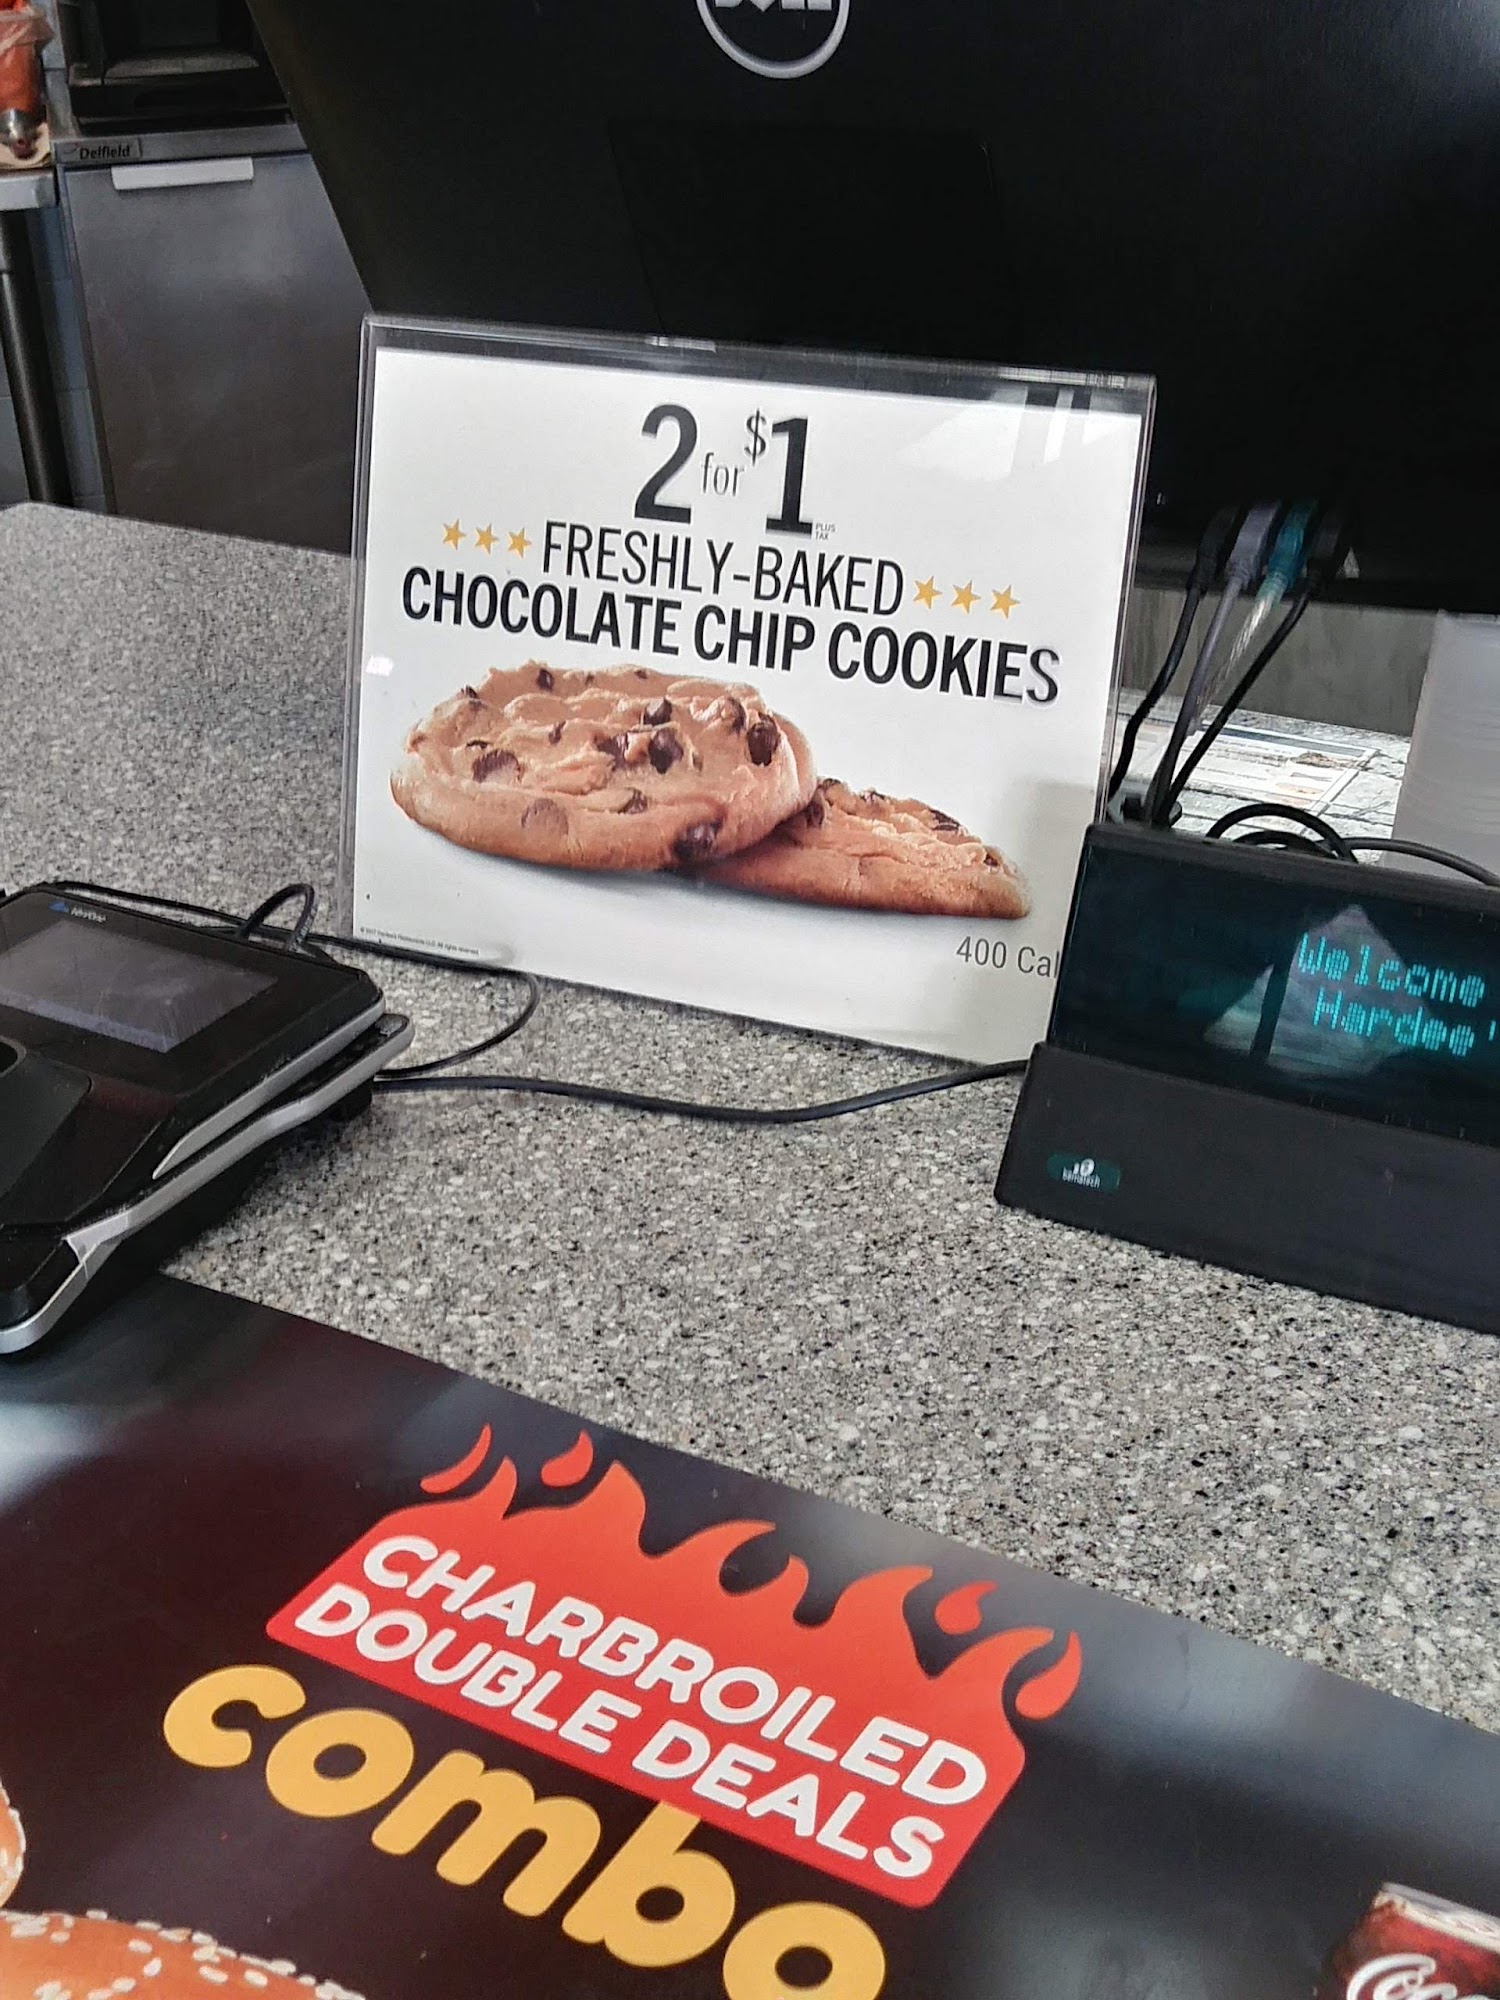 DELL
Delfield
2 for $1
PLUS
TAX
FRESHLY-BAKED
CHOCOLATE CHIP COOKIES
400 Cal
Welcome
Hardee'
CHARBROILED
DOUBLE DEALS
combo